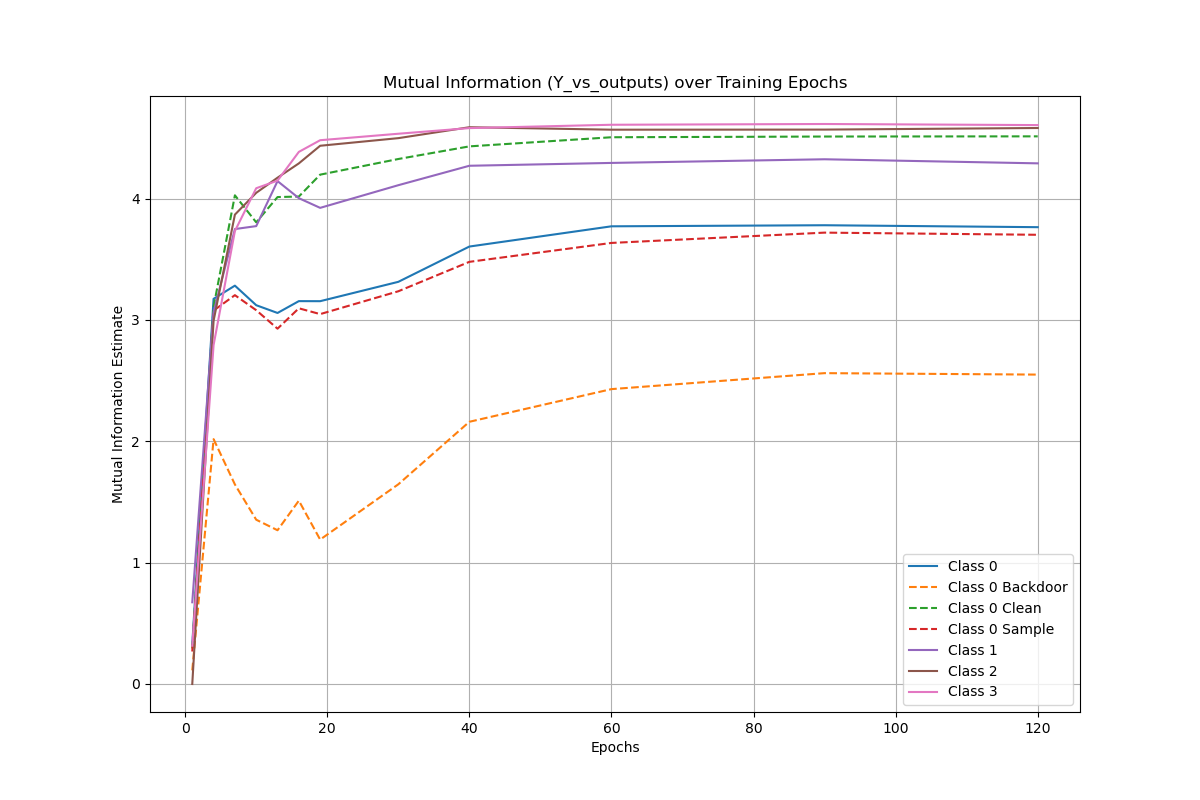 Mutual Information (Y_vs_outputs) over Training Epochs
Mutual Information Estimate
4
3
2
1
0
0 20 40 60 80 100 120
Epochs
Class 0
Class 0 Backdoor
Class 0 Clean
Class 0 Sample
Class 1
Class 2
Class 3